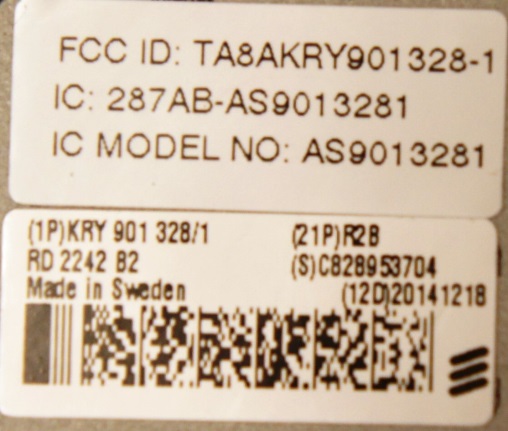 FCC ID: TA8AKRY901328-1
IC: 287AB-AS9013281
IC MODEL NO: AS9013281
(1P)KRY 901 328/1 (21P)R2B
RD 2242 B2 (S)C828953704
Made in Sweden (12D)20141218